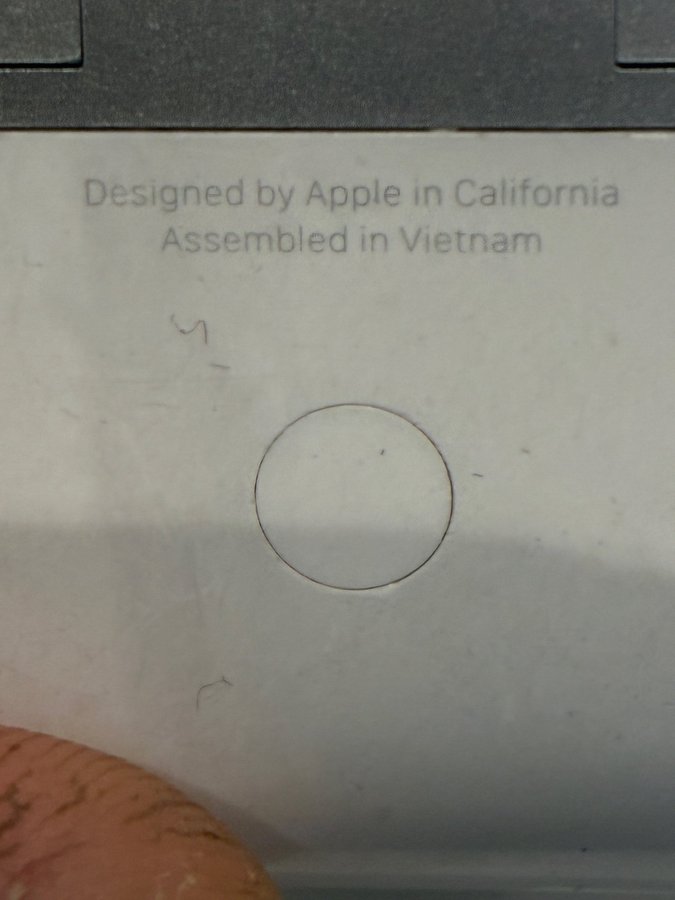 Designed by Apple in California
Assembled in Vietnam